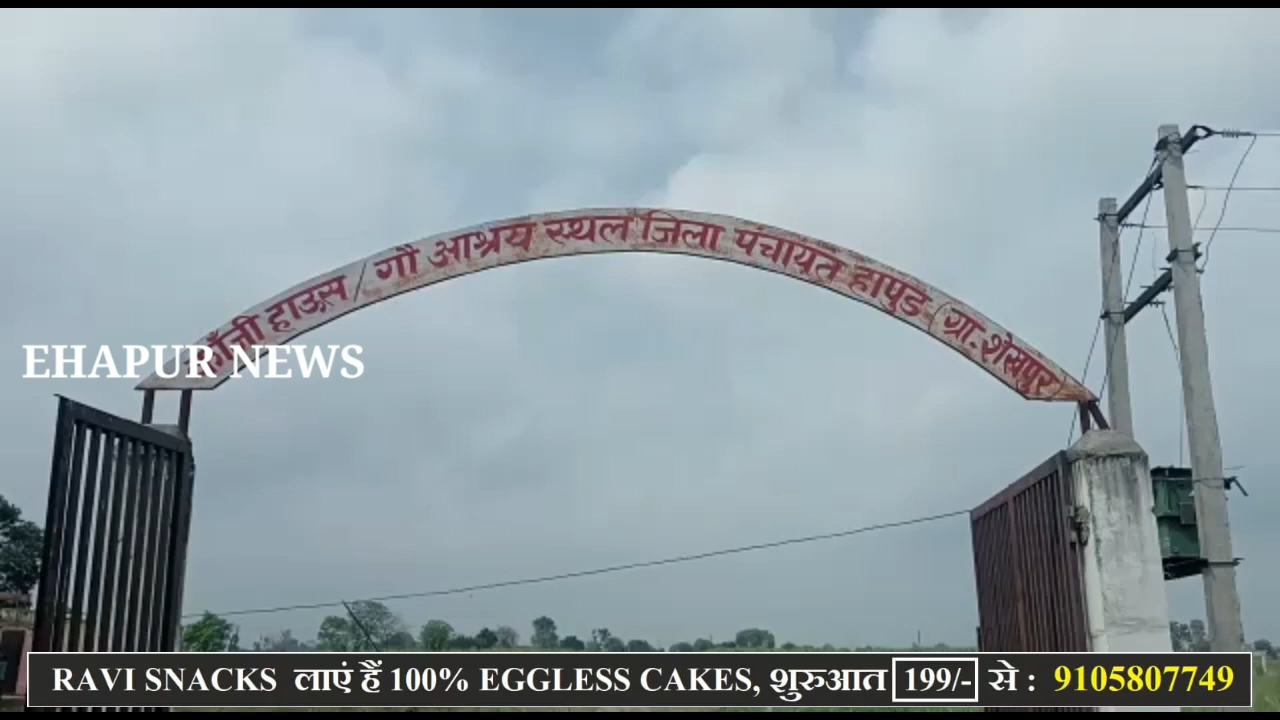 काँजी हाउस / गौ आश्रय स्थल जिला पंचायत हापुड़ (ग्रा. शेखपुर)
EHAPUR NEWS
RAVI SNACKS लाएं हैं 100% EGGLESS CAKES, शुरुआत 199/- से : 9105807749